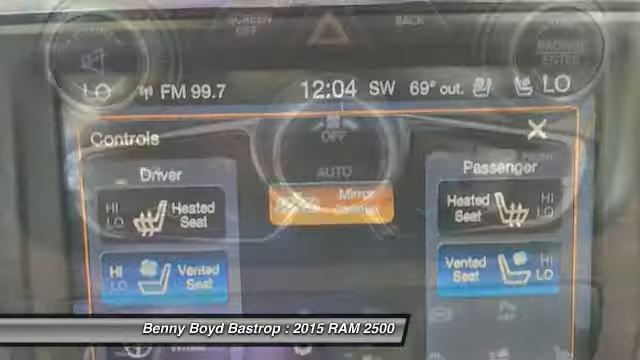 SCREEN OFF
BACK
LO FM 99.7 12:04 SW 69° out. LO
OFF
Controls
AUTO
Driver
Passenger
HI LO Heated Seat
Mirror
Heated Seat HI LO
HI LO Vented Seat
Vented Seat HI LO
Benny Boyd Bastrop : 2015 RAM 2500